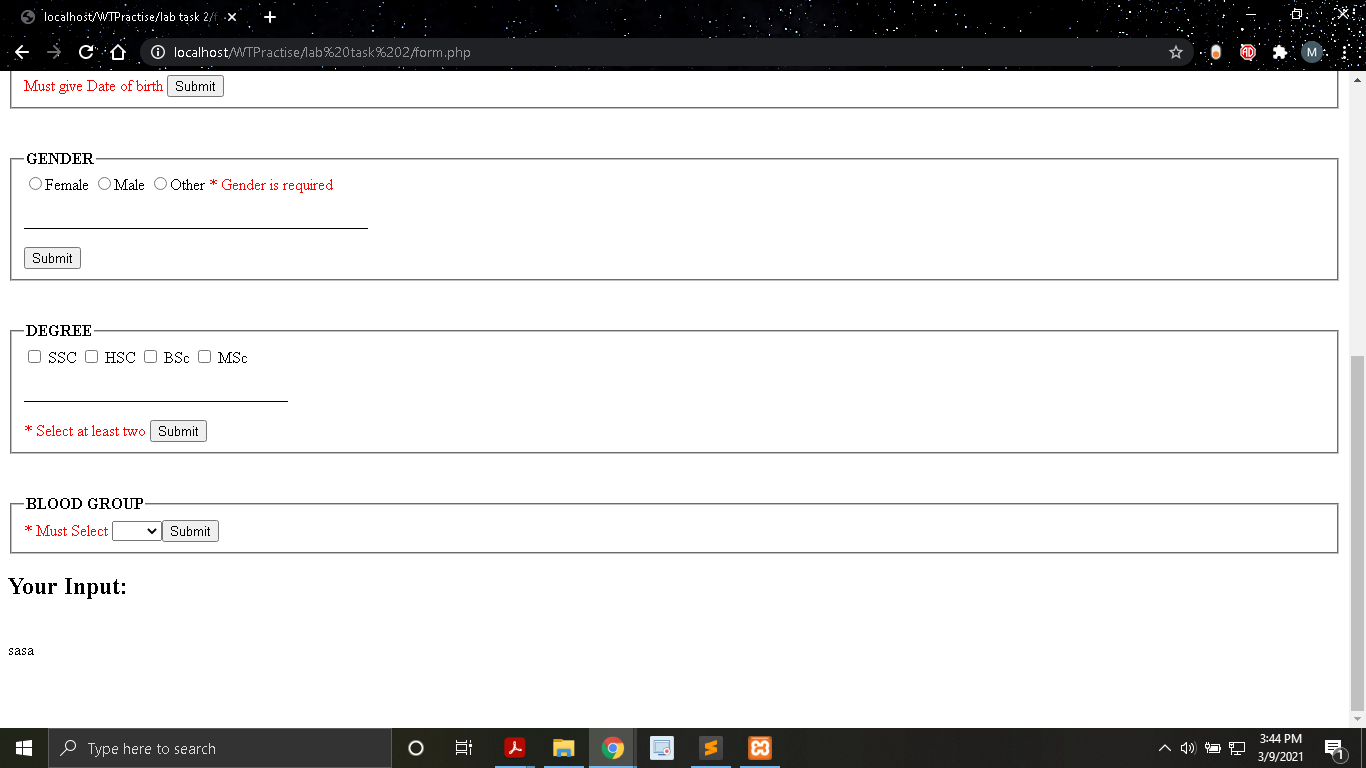 localhost/WTPractise/lab task 2/f
localhost/WTPractise/lab%20task%202/form.php
M
Must give Date of birth Submit
GENDER
Female Male Other * Gender is required
Submit
DEGREE
SSC HSC BSc MSc
* Select at least two Submit
BLOOD GROUP
* Must Select Submit
Your Input:
sasa
Type here to search
3:44 PM
3/9/2021
1